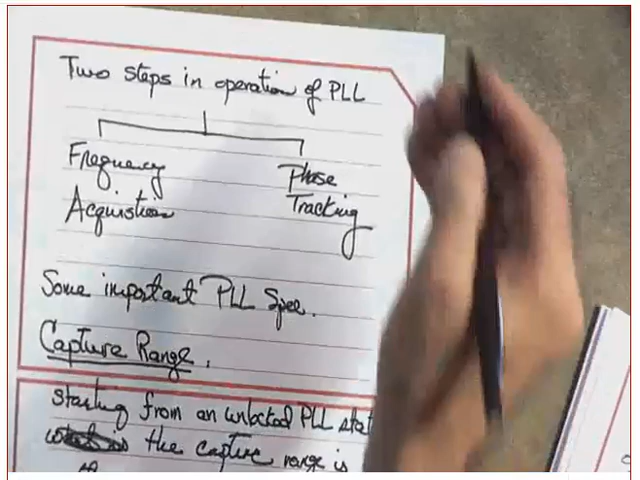 Two steps in operation of PLL
Frequency Phase
Acquistion Tracking
Some important PLL Spec.
Capture Range.
starting from an unlocked PLL stat
the capture range is